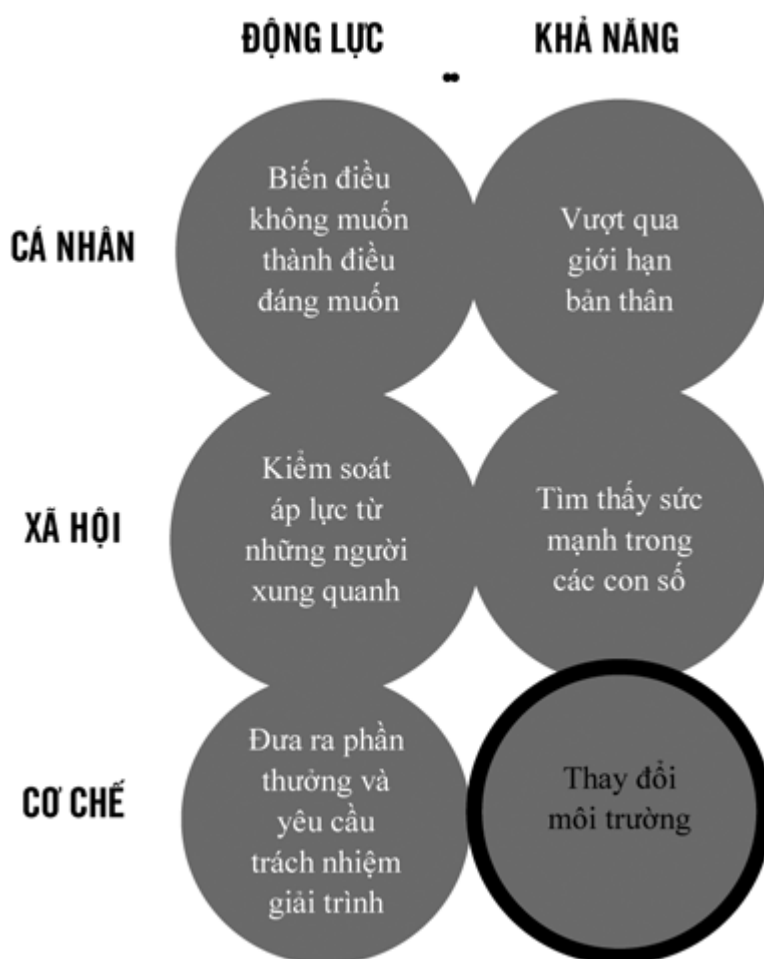 ĐỘNG LỰC
KHẢ NĂNG
CÁ NHÂN
Biến điều
không muốn
thành điều
đáng muốn
Vượt qua
giới hạn
bản thân
XÃ HỘI
Kiểm soát
áp lực từ
những người
xung quanh
Tìm thấy sức
mạnh trong
các con số
CƠ CHẾ
Đưa ra phần
thưởng và
yêu cầu
trách nhiệm
giải trình
Thay đổi
môi trường